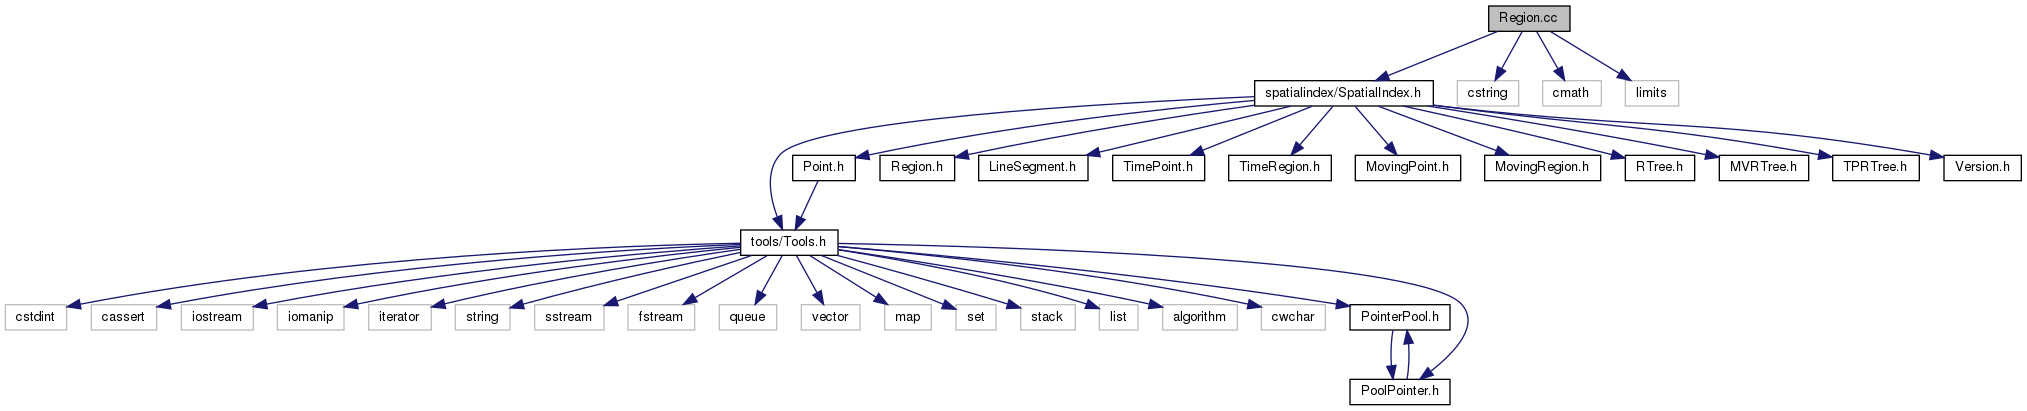 Region.cc
spatialindex/SpatialIndex.h
cstring
cmath
limits
Point.h
Region.h
LineSegment.h
TimePoint.h
TimeRegion.h
MovingPoint.h
MovingRegion.h
RTree.h
MVRTree.h
TPRTree.h
Version.h
tools/Tools.h
cstdint
cassert
iostream
iomanip
iterator
string
sstream
fstream
queue
vector
map
set
stack
list
algorithm
cwchar
PointerPool.h
PoolPointer.h